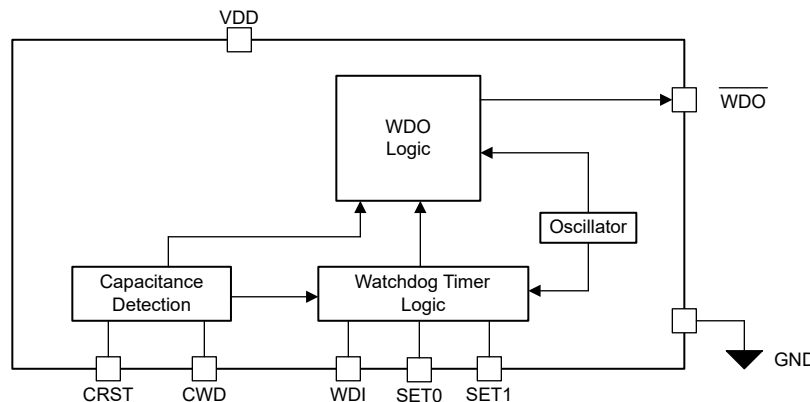 VDD
WDO
WDO
Logic
Oscillator
Capacitance
Detection
Watchdog Timer
Logic
GND
CRST
CWD
WDI
SET0
SET1